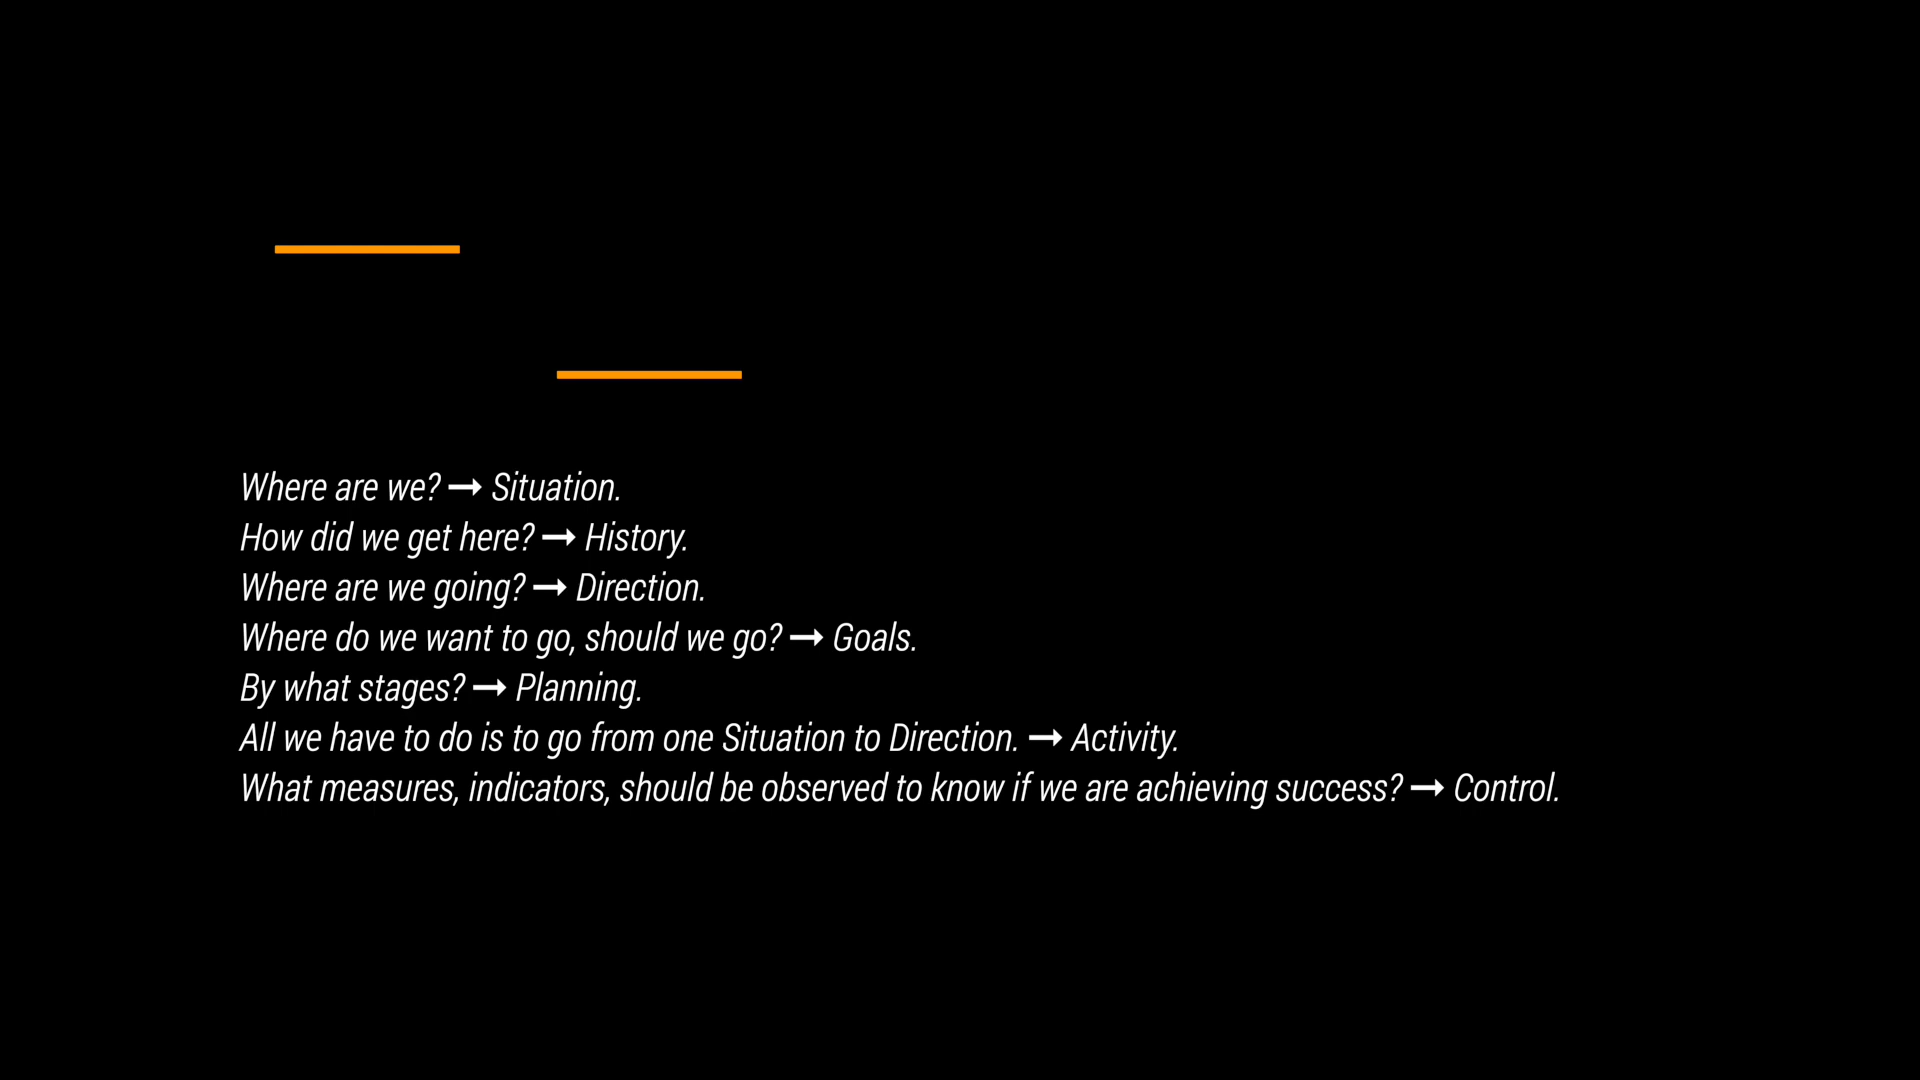 Where are we? → Situation.
How did we get here? → History.
Where are we going? → Direction.
Where do we want to go, should we go? → Goals.
By what stages? → Planning.
All we have to do is to go from one Situation to Direction. → Activity.
What measures, indicators, should be observed to know if we are achieving success? → Control.